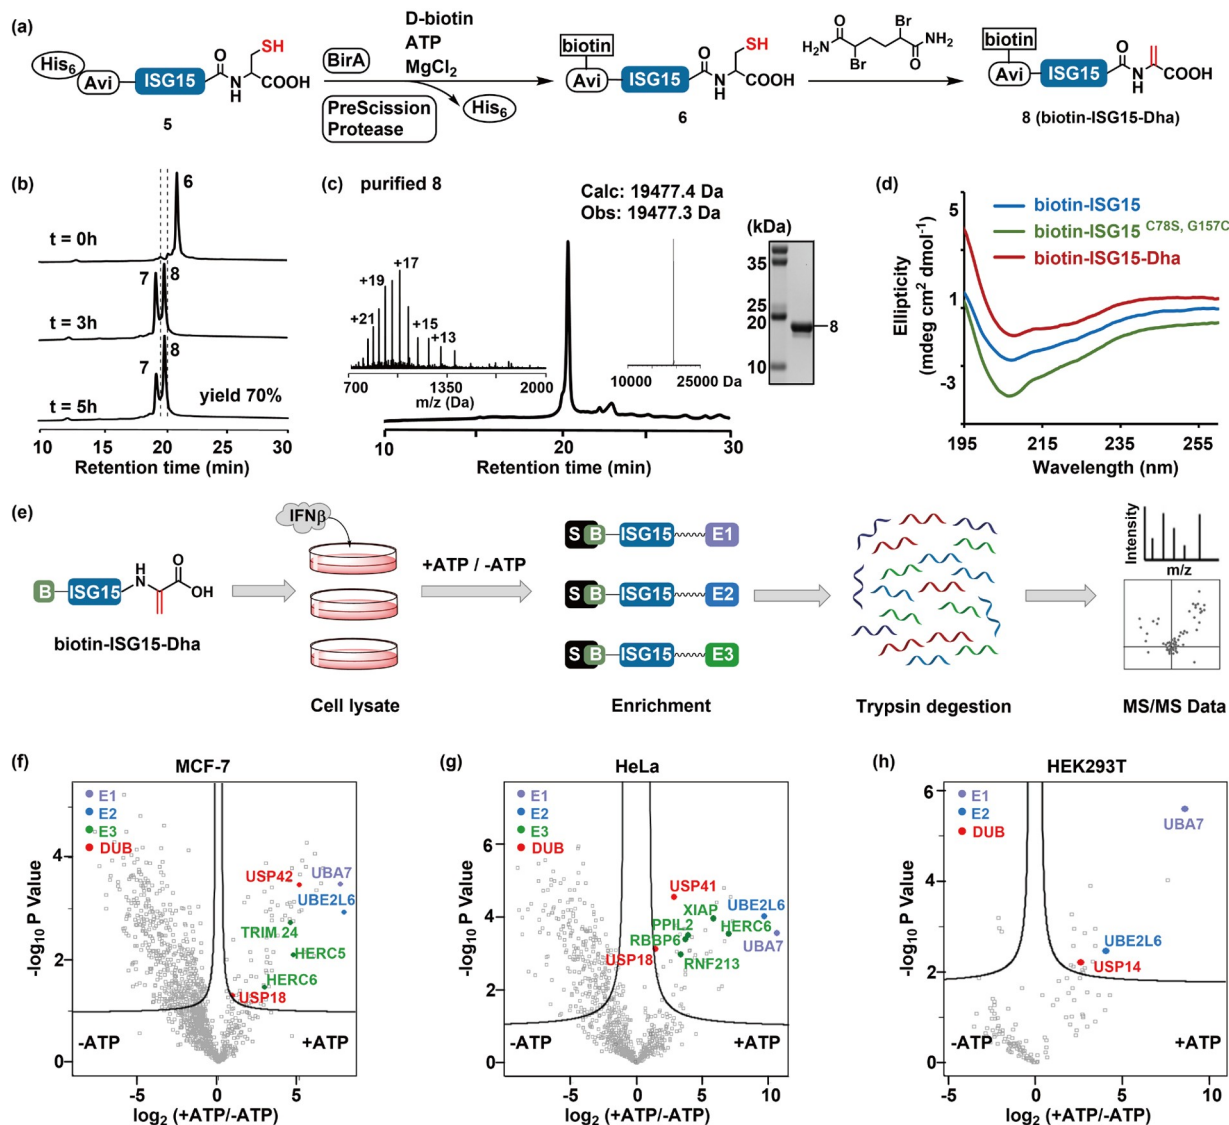 (a)
His6
Avi
ISG15
O
SH
N
H
COOH
5
BirA
D-biotin
ATP
MgCl2
PreScission
Protease
His6
biotin
Avi
ISG15
O
SH
N
H
COOH
6
O
H2N
Br
Br
NH2
O
biotin
Avi
ISG15
O
N
H
COOH
8 (biotin-ISG15-Dha)
(b)
6
t = 0h
7
8
t = 3h
7
8
yield 70%
t = 5h
10 15 20 25 30
Retention time (min)
(c)
purified 8
Calc: 19477.4 Da
Obs: 19477.3 Da
+21
+19
+17
+15
+13
700 1350 2000
m/z (Da)
10000 25000 Da
10 20 30
Retention time (min)
(kDa)
35
25
20
10
8
(d)
biotin-ISG15
biotin-ISG15 C78S, G157C
biotin-ISG15-Dha
Ellipticity
(mdeg cm2 dmol-1)
5
1
-3
195 215 235 255
Wavelength (nm)
(e)
B
ISG15
H
N
O
OH
biotin-ISG15-Dha
IFNβ
Cell lysate
+ATP / -ATP
S B ISG15 E1
S B ISG15 E2
S B ISG15 E3
Enrichment
Trypsin degestion
Intensity
m/z
MS/MS Data
(f)
MCF-7
E1
E2
E3
DUB
USP42
UBA7
UBE2L6
TRIM 24
HERC5
HERC6
USP18
-ATP
+ATP
-log10 P Value
4
2
0
-5 0 5
log2 (+ATP/-ATP)
(g)
HeLa
E1
E2
E3
DUB
USP41
XIAP
UBE2L6
PPIL2
HERC6
RBBP6
UBA7
USP18
RNF213
-ATP
+ATP
-log10 P Value
6
4
2
0
-5 0 5 10
log2 (+ATP/-ATP)
(h)
HEK293T
E1
E2
DUB
UBA7
UBE2L6
USP14
-ATP
+ATP
-log10 P Value
6
4
2
0
-5 0 5 10
log2 (+ATP/-ATP)